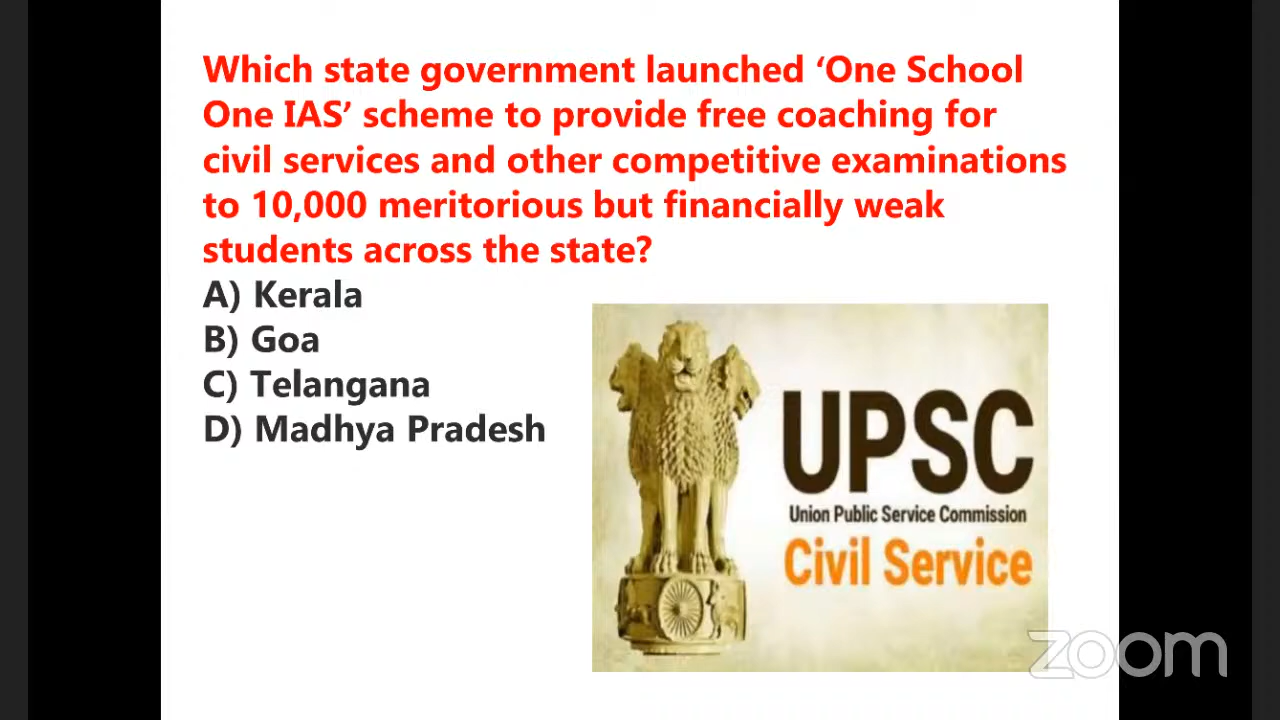 Which state government launched ‘One School
One IAS’ scheme to provide free coaching for
civil services and other competitive examinations
to 10,000 meritorious but financially weak
students across the state?
A) Kerala
B) Goa
C) Telangana
D) Madhya Pradesh
UPSC
Union Public Service Commission
Civil Service
zoom